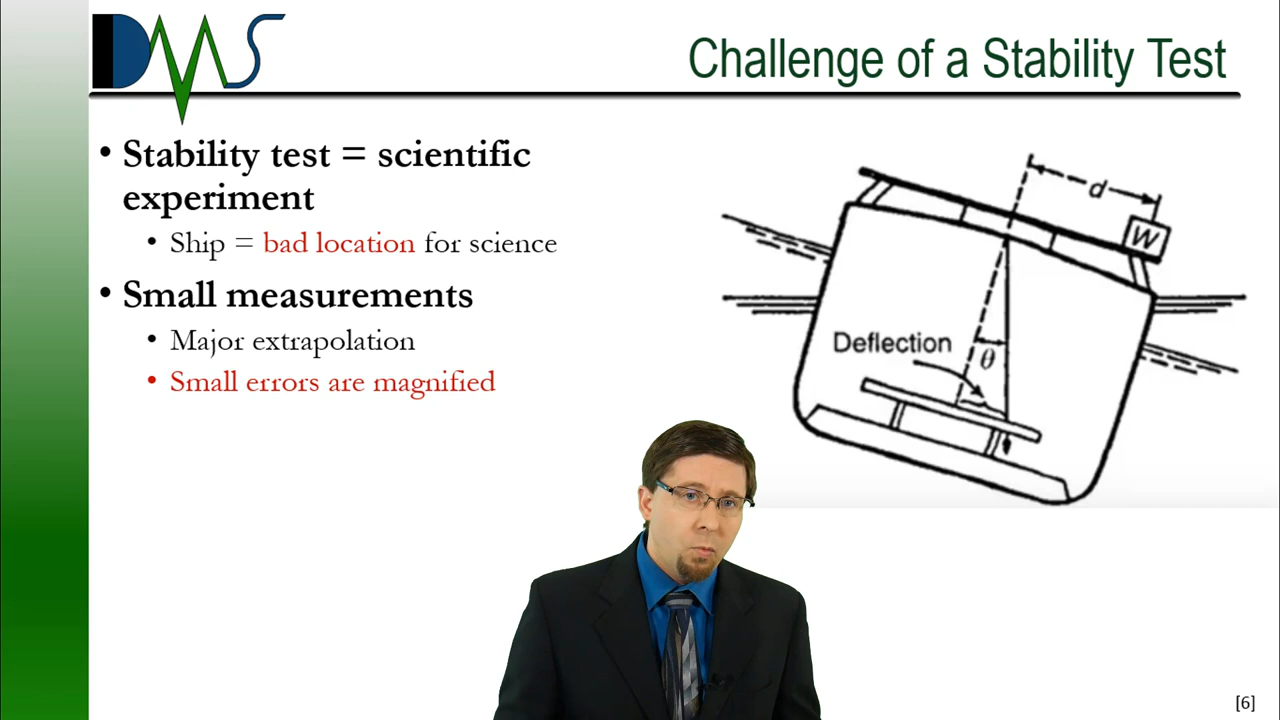 DMS
Challenge of a Stability Test
• Stability test = scientific
experiment
• Ship = bad location for science
• Small measurements
• Major extrapolation
• Small errors are magnified
d
W
Deflection
θ
[6]